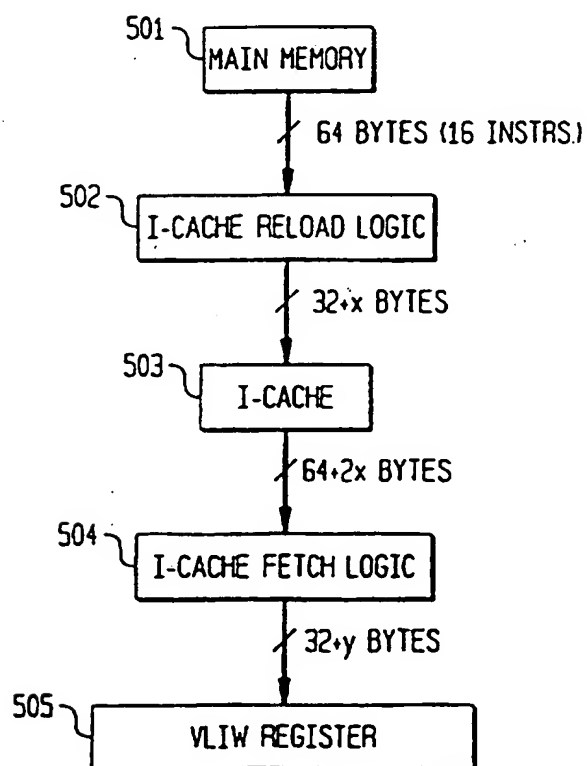 501
MAIN MEMORY
64 BYTES (16 INSTRS.)
502
I-CACHE RELOAD LOGIC
32+x BYTES
503
I-CACHE
64+2x BYTES
504
I-CACHE FETCH LOGIC
32+y BYTES
505
VLIW REGISTER